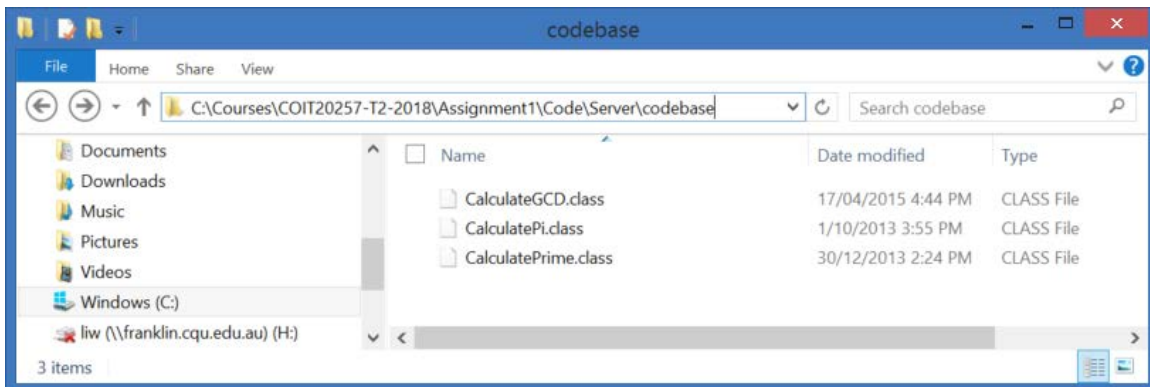 codebase
File Home Share View
C:\Courses\COIT20257-T2-2018\Assignment1\Code\Server\codebase Search codebase
Documents
Downloads
Music
Pictures
Videos
Windows (C:)
liw (\\franklin.cqu.edu.au) (H:)
Name Date modified Type
CalculateGCD.class 17/04/2015 4:44 PM CLASS File
CalculatePi.class 1/10/2013 3:55 PM CLASS File
CalculatePrime.class 30/12/2013 2:24 PM CLASS File
3 items